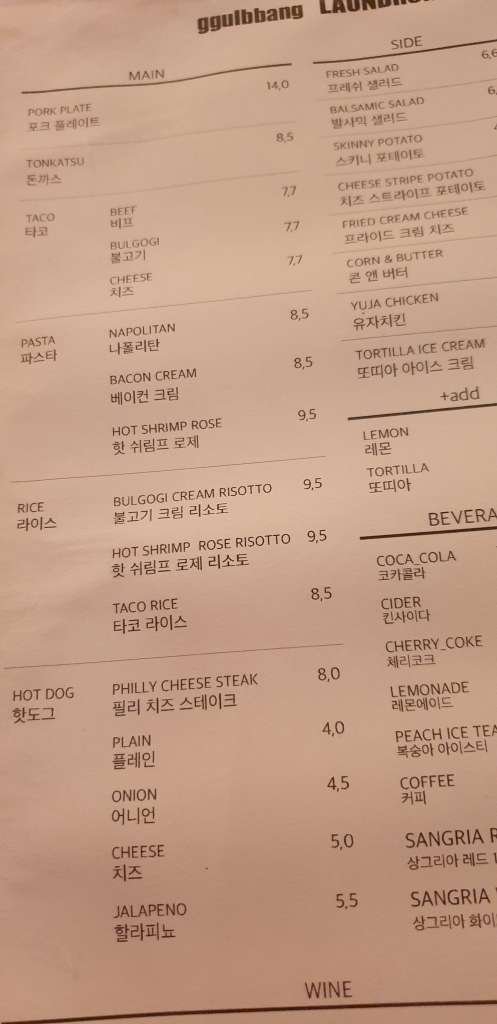 ggulbbang
MAIN
PORK PLATE 14,0
포크 플레이트
TONKATSU 8,5
돈까스
TACO BEEF 7,7
타코 비프
BULGOGI 7,7
불고기
CHEESE 7,7
치즈
PASTA NAPOLITAN 8,5
파스타 나폴리탄
BACON CREAM 8,5
베이컨 크림
HOT SHRIMP ROSE 9,5
핫 쉬림프 로제
RICE BULGOGI CREAM RISOTTO 9,5
라이스 불고기 크림 리소토
HOT SHRIMP ROSE RISOTTO 9,5
핫 쉬림프 로제 리소토
TACO RICE 8,5
타코 라이스
HOT DOG PHILLY CHEESE STEAK 8,0
핫도그 필리 치즈 스테이크
PLAIN 4,0
플레인
ONION 4,5
어니언
CHEESE 5,0
치즈
JALAPENO 5,5
할라피뇨
SIDE
FRESH SALAD
프레쉬 샐러드
BALSAMIC SALAD
발사믹 샐러드
SKINNY POTATO
스키니 포테이토
CHEESE STRIPE POTATO
치즈 스트라이프 포테이토
FRIED CREAM CHEESE
프라이드 크림 치즈
CORN & BUTTER
콘 앤 버터
YUJA CHICKEN
유자치킨
TORTILLA ICE CREAM
또띠아 아이스 크림
+add
LEMON
레몬
TORTILLA
또띠아
COCA_COLA
코카콜라
CIDER
킨사이다
CHERRY_COKE
체리코크
LEMONADE
레몬에이드
PEACH ICE TEA
복숭아 아이스티
COFFEE
커피
SANGRIA
상그리아 레드
SANGRIA
상그리아
WINE